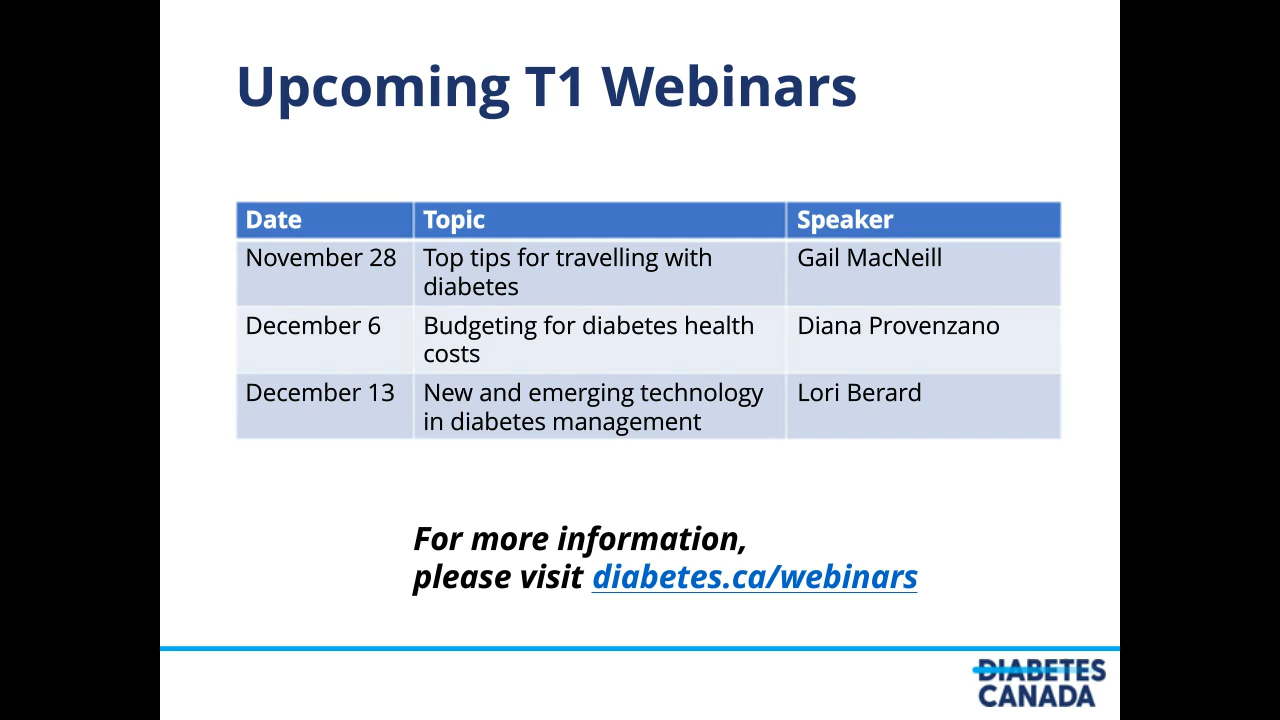 Upcoming T1 Webinars
Date Topic Speaker
November 28 Top tips for travelling with Gail MacNeill
diabetes
December 6 Budgeting for diabetes health Diana Provenzano
costs
December 13 New and emerging technology Lori Berard
in diabetes management
For more information,
please visit diabetes.ca/webinars
DIABETES
CANADA